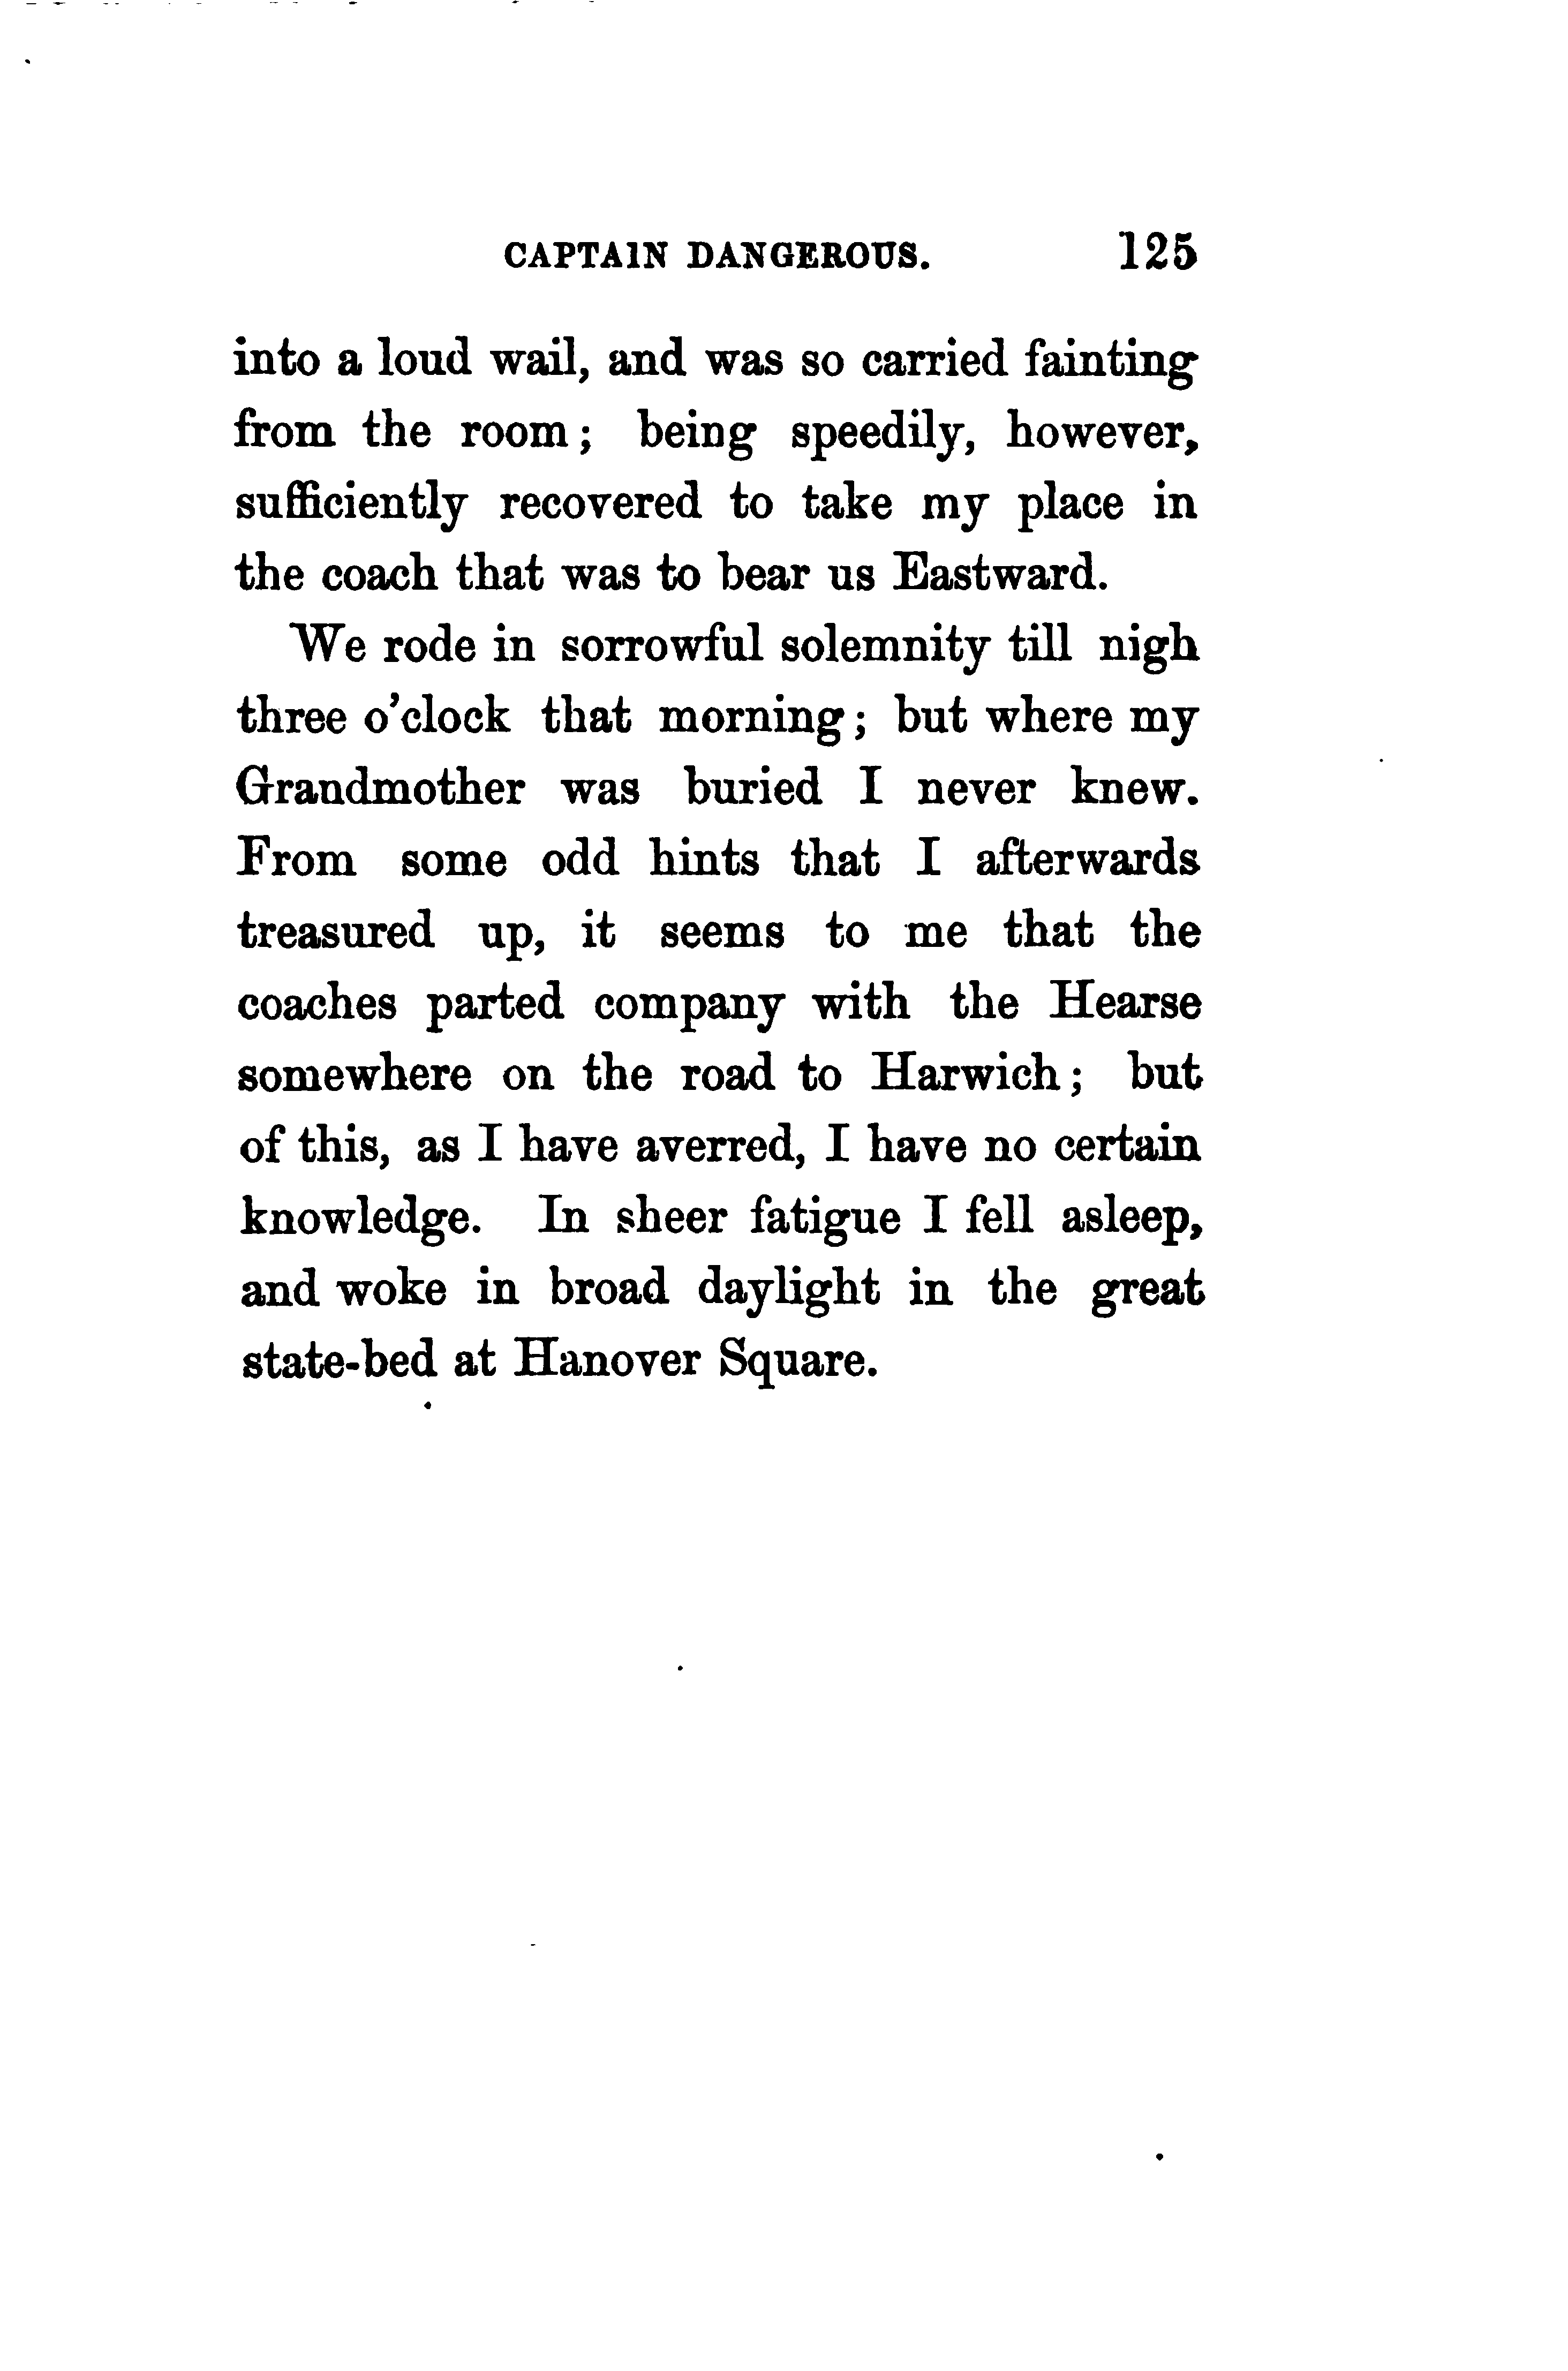 CAPTAIN DANGEROUS. 125
into a loud wail, and was so carried fainting
from the room; being speedily, however,
sufficiently recovered to take my place in
the coach that was to bear us Eastward.
We rode in sorrowful solemnity till nigh
three o'clock that morning; but where my
Grandmother was buried I never knew.
From some odd hints that I afterwards
treasured up, it seems to me that the
coaches parted company with the Hearse
somewhere on the road to Harwich; but
of this, as I have averred, I have no certain
knowledge. In sheer fatigue I fell asleep,
and woke in broad daylight in the great
state-bed at Hanover Square.